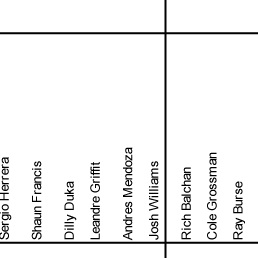 Sergio Herrera
Shaun Francis
Dilly Duka
Leandre Griffit
Andres Mendoza
Josh Williams
Rich Balchan
Cole Grossman
Ray Burse